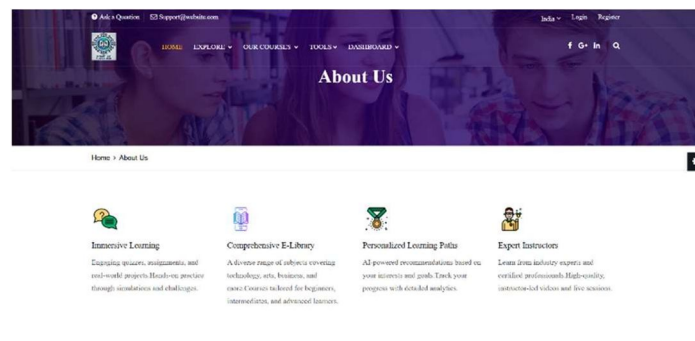 Ask a Question Support@website.com India Login Register
HOME EXPLORE OUR COURSES TOOLS DASHBOARD f G+ in
About Us
Home > About Us
Immersive Learning
Engaging quizes, assignments, and
real-world projects.Hands-on practice
through simulations and challenges.
Comprehensive E-Library
A diverse range of subjects covering
technology, arts, business, and
more Courses tailored for beginners,
intermediates, and advanced learners.
Personalized Learning Paths
AI-powered recommendations based on
your interests and goals.Track your
progress with detailed analytics.
Expert Instructors
Learn from industry experts and
certified professionals.High-quality,
instructor-led videos and live sessions.